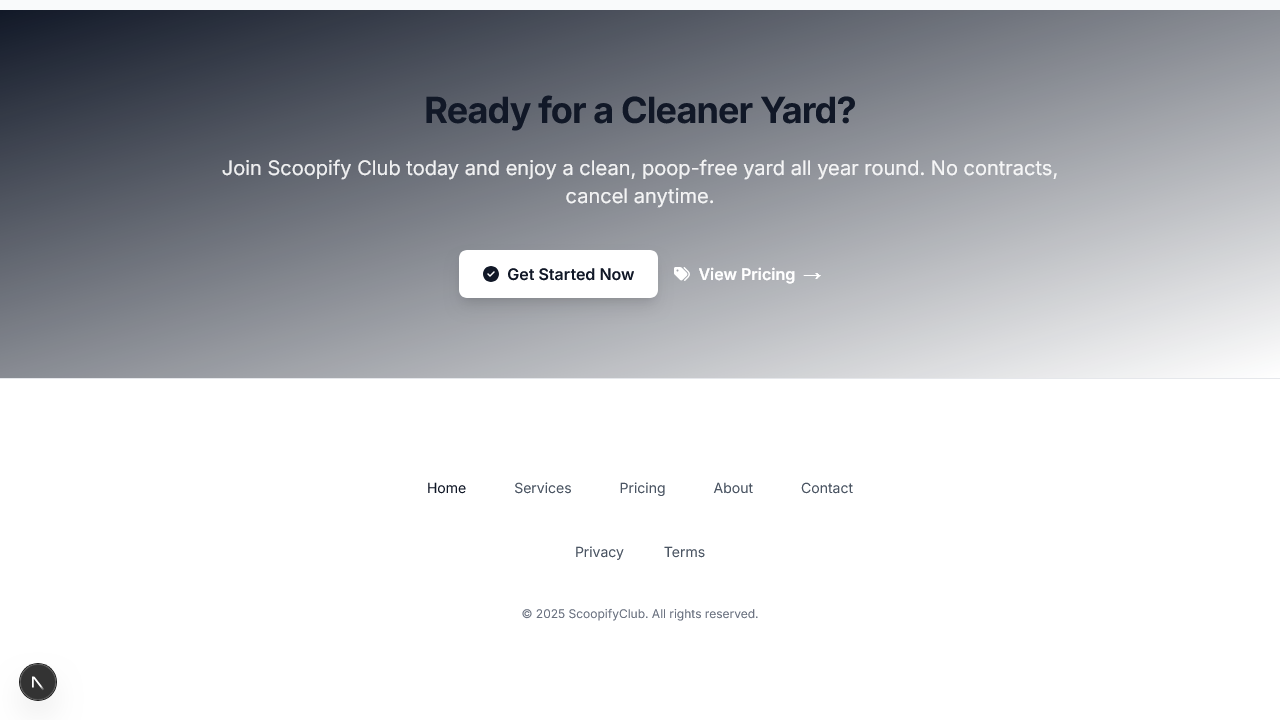 Ready for a Cleaner Yard?
Join Scoopify Club today and enjoy a clean, poop-free yard all year round. No contracts,
cancel anytime.
Get Started Now
View Pricing →
Home Services Pricing About Contact
Privacy Terms
© 2025 ScoopifyClub. All rights reserved.